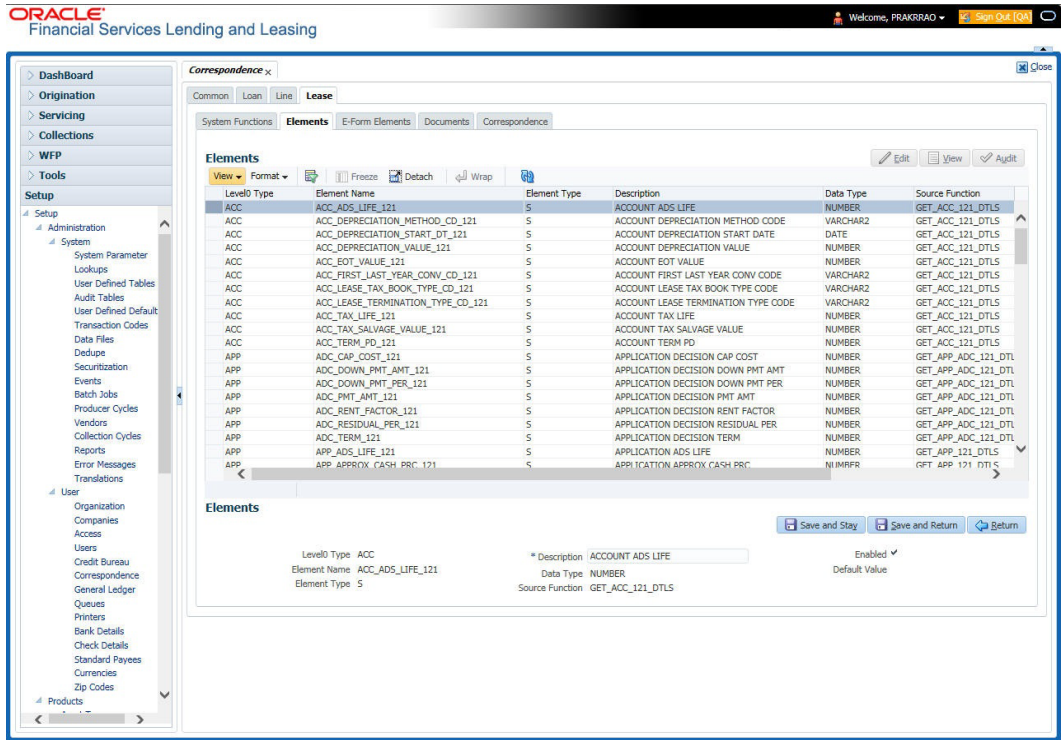 ORACLE
Financial Services Lending and Leasing
Welcome, PRAKRRAO
Sign Out [QA]
Close
DashBoard
Origination
Servicing
Collections
WFP
Tools
Setup
Setup
Administration
System
System Parameter
Lookups
User Defined Tables
Audit Tables
User Defined Default
Transaction Codes
Data Files
Dedupe
Securitization
Events
Batch Jobs
Producer Cycles
Vendors
Collection Cycles
Reports
Error Messages
Translations
User
Organization
Companies
Access
Users
Credit Bureau
Correspondence
General Ledger
Queues
Printers
Bank Details
Check Details
Standard Payees
Currencies
Zip Codes
Products
Correspondence x
Common Loan Line Lease
System Functions Elements E-Form Elements Documents Correspondence
Elements
Edit View Audit
View Format Freeze Detach Wrap
Level0 Type Element Name Element Type Description Data Type Source Function
ACC ACC_ADS_LIFE_121 S ACCOUNT ADS LIFE NUMBER GET_ACC_121_DTLS
ACC ACC_DEPRECIATION_METHOD_CD_121 S ACCOUNT DEPRECIATION METHOD CODE VARCHAR2 GET_ACC_121_DTLS
ACC ACC_DEPRECIATION_START_DT_121 S ACCOUNT DEPRECIATION START DATE DATE GET_ACC_121_DTLS
ACC ACC_DEPRECIATION_VALUE_121 S ACCOUNT DEPRECIATION VALUE NUMBER GET_ACC_121_DTLS
ACC ACC_EOT_VALUE_121 S ACCOUNT EOT VALUE NUMBER GET_ACC_121_DTLS
ACC ACC_FIRST_LAST_YEAR_CONV_CD_121 S ACCOUNT FIRST LAST YEAR CONV CODE VARCHAR2 GET_ACC_121_DTLS
ACC ACC_LEASE_TAX_BOOK_TYPE_CD_121 S ACCOUNT LEASE TAX BOOK TYPE CODE VARCHAR2 GET_ACC_121_DTLS
ACC ACC_LEASE_TERMINATION_TYPE_CD_121 S ACCOUNT LEASE TERMINATION TYPE CODE VARCHAR2 GET_ACC_121_DTLS
ACC ACC_TAX_LIFE_121 S ACCOUNT TAX LIFE NUMBER GET_ACC_121_DTLS
ACC ACC_TAX_SALVAGE_VALUE_121 S ACCOUNT TAX SALVAGE VALUE NUMBER GET_ACC_121_DTLS
ACC ACC_TERM_PD_121 S ACCOUNT TERM PD NUMBER GET_ACC_121_DTLS
APP ADC_CAP_COST_121 S APPLICATION DECISION CAP COST NUMBER GET_APP_ADC_121_DTL
APP ADC_DOWN_PMT_AMT_121 S APPLICATION DECISION DOWN PMT AMT NUMBER GET_APP_ADC_121_DTL
APP ADC_DOWN_PMT_PER_121 S APPLICATION DECISION DOWN PMT PER NUMBER GET_APP_ADC_121_DTL
APP ADC_PMT_AMT_121 S APPLICATION DECISION PMT AMT NUMBER GET_APP_ADC_121_DTL
APP ADC_RENT_FACTOR_121 S APPLICATION DECISION RENT FACTOR NUMBER GET_APP_ADC_121_DTL
APP ADC_RESIDUAL_PER_121 S APPLICATION DECISION RESIDUAL PER NUMBER GET_APP_ADC_121_DTL
APP ADC_TERM_121 S APPLICATION DECISION TERM NUMBER GET_APP_ADC_121_DTL
APP APP_ADS_LIFE_121 S APPLICATION ADS LIFE NUMBER GET_APP_121_DTLS
APP APP_APPROX_CASH_PRC_121 S APPLICATION APPROX CASH PRC NUMBER GET_APP_121_DTLS
Elements
Save and Stay Save and Return Return
Level0 Type ACC
Element Name ACC_ADS_LIFE_121
Element Type S
* Description ACCOUNT ADS LIFE
Data Type NUMBER
Source Function GET_ACC_121_DTLS
Enabled
Default Value